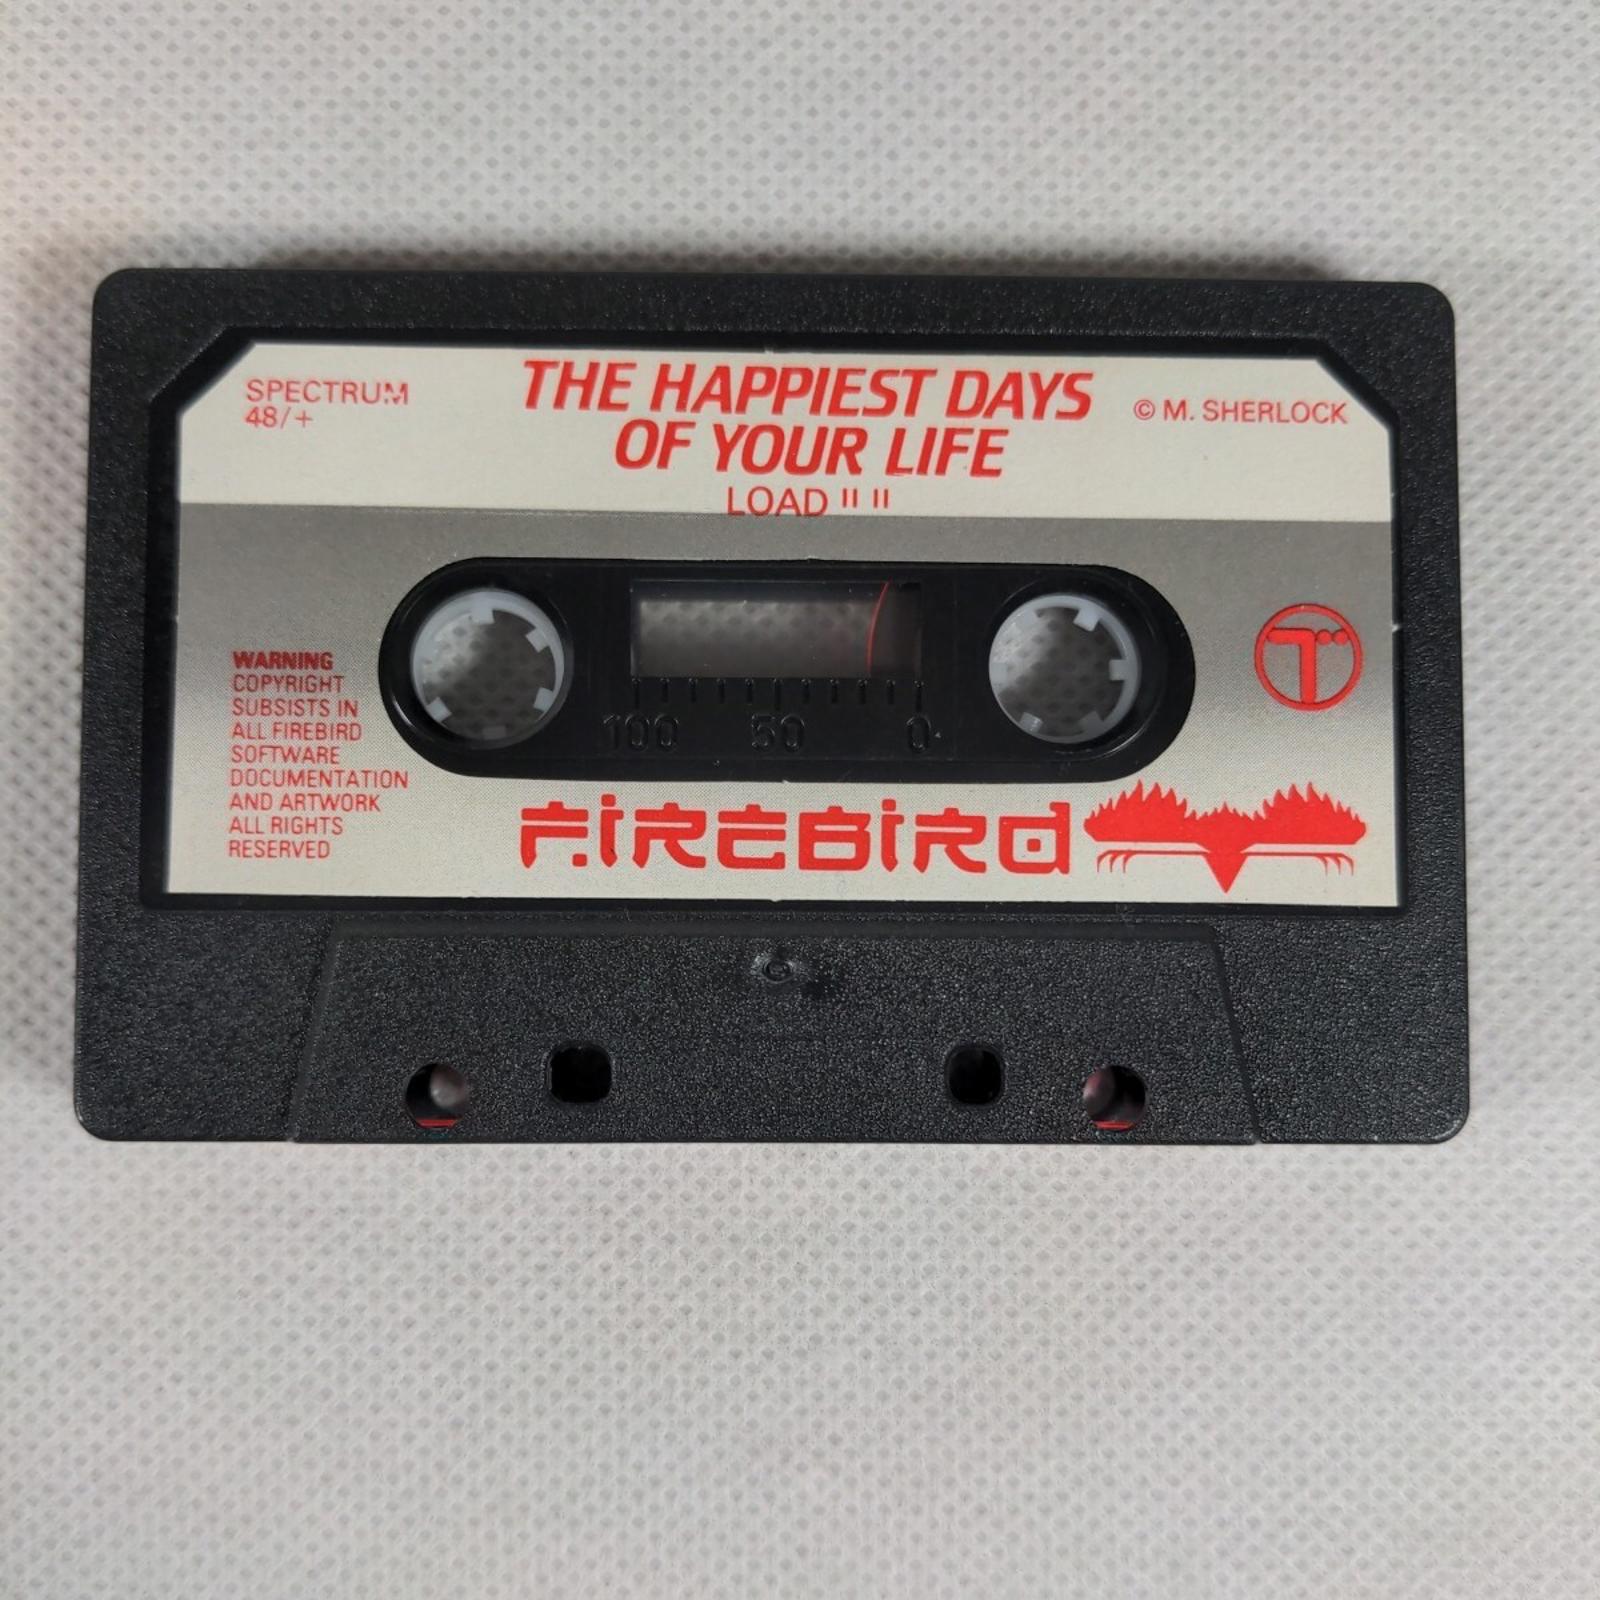 SPECTRUM
48/+
THE HAPPIEST DAYS
OF YOUR LIFE
LOAD " "
© M. SHERLOCK
WARNING
COPYRIGHT
SUBSISTS IN
ALL FIREBIRD
SOFTWARE
DOCUMENTATION
AND ARTWORK
ALL RIGHTS
RESERVED
100 50 0
T
FIREBIRD